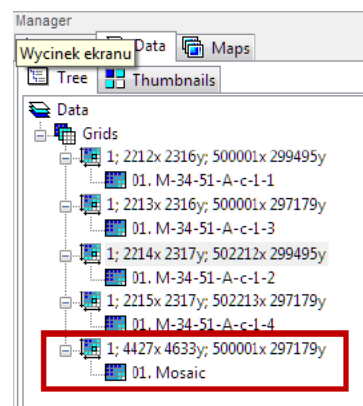 Manager
Wycinek ekranu Data Maps
Tree Thumbnails
Data
Grids
1; 2212x 2316y; 500001x 299495y
01. M-34-51-A-c-1-1
1; 2213x 2316y; 500001x 297179y
01. M-34-51-A-c-1-3
1; 2214x 2317y; 502212x 299495y
01. M-34-51-A-c-1-2
1; 2215x 2317y; 502213x 297179y
01. M-34-51-A-c-1-4
1; 4427x 4633y; 500001x 297179y
01. Mosaic